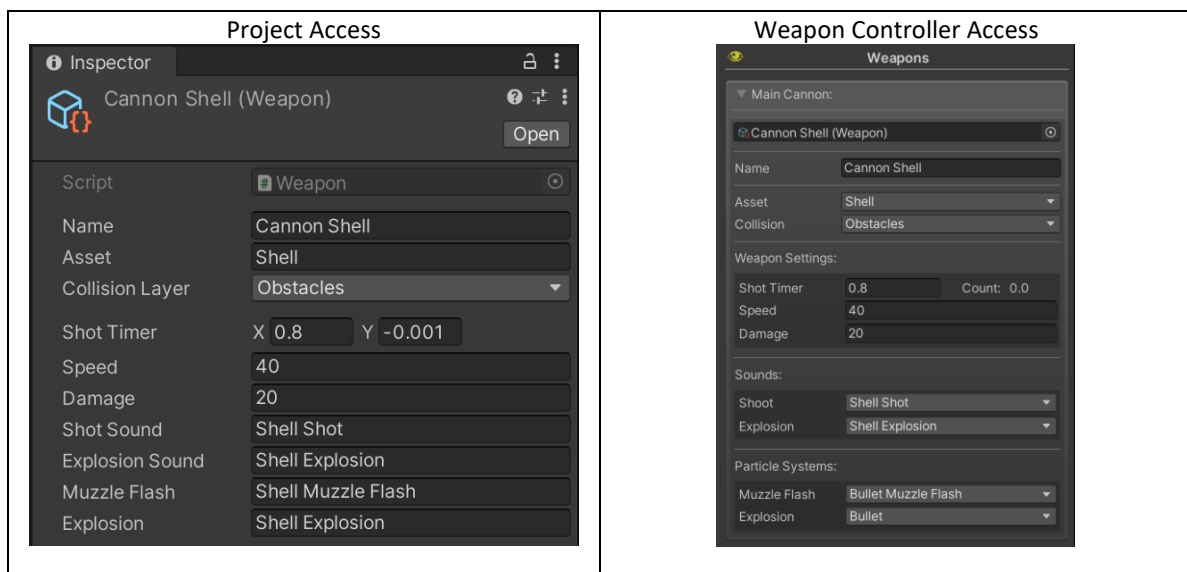 Project Access
Inspector
Cannon Shell (Weapon)
Open
Script Weapon
Name Cannon Shell
Asset Shell
Collision Layer Obstacles
Shot Timer X 0.8 Y -0.001
Speed 40
Damage 20
Shot Sound Shell Shot
Explosion Sound Shell Explosion
Muzzle Flash Shell Muzzle Flash
Explosion Shell Explosion
Weapon Controller Access
Weapons
Main Cannon:
Cannon Shell (Weapon)
Name Cannon Shell
Asset Shell
Collision Obstacles
Weapon Settings:
Shot Timer 0.8 Count: 0.0
Speed 40
Damage 20
Sounds:
Shoot Shell Shot
Explosion Shell Explosion
Particle Systems:
Muzzle Flash Bullet Muzzle Flash
Explosion Bullet